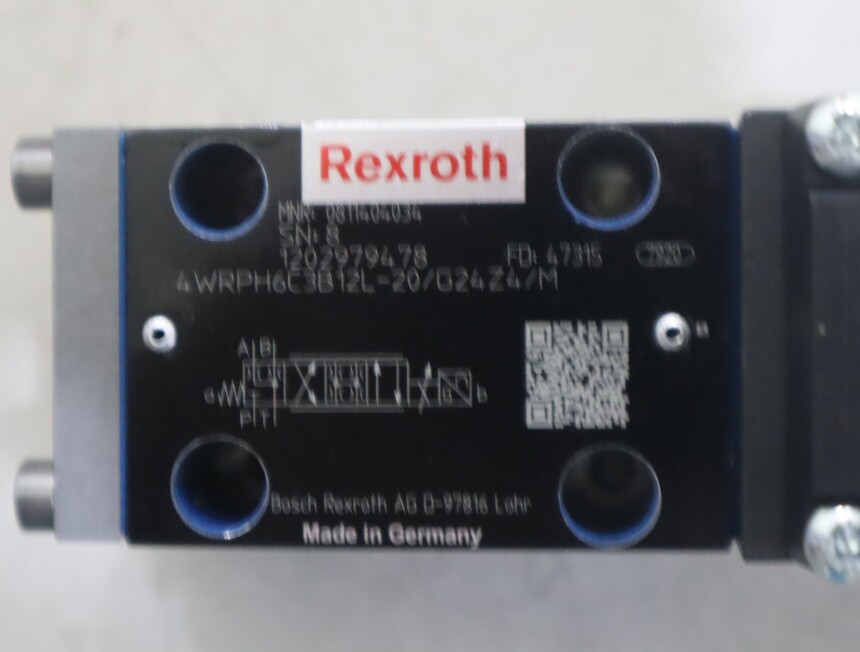 Rexroth
MNR: 0811404034
SN: 8
1202979478 FD: 47315 7920
4WRPH6C3B12L-20/G24Z4/M
A B
a b
P T
Bosch Rexroth AG D-97816 Lohr
Made in Germany